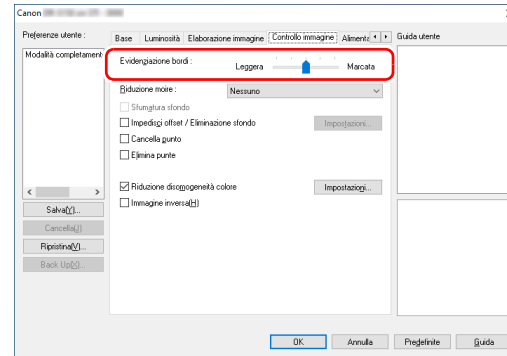 Canon
Preferenze utente :
Modalità completament
Salva(Y)...
Cancella(J)
Ripristina(V)...
Back Up(K)...
Base Luminosità Elaborazione immagine Controllo immagine Alimenta
Evidenziazione bordi :
Leggera Marcata
Riduzione moire : Nessuno
Sfumatura sfondo
Impedisci offset / Eliminazione sfondo Impostazioni...
Cancella punto
Elimina punte
Riduzione disomogeneità colore Impostazioni...
Immagine inversa(H)
Guida utente
OK Annulla Predefinite Guida